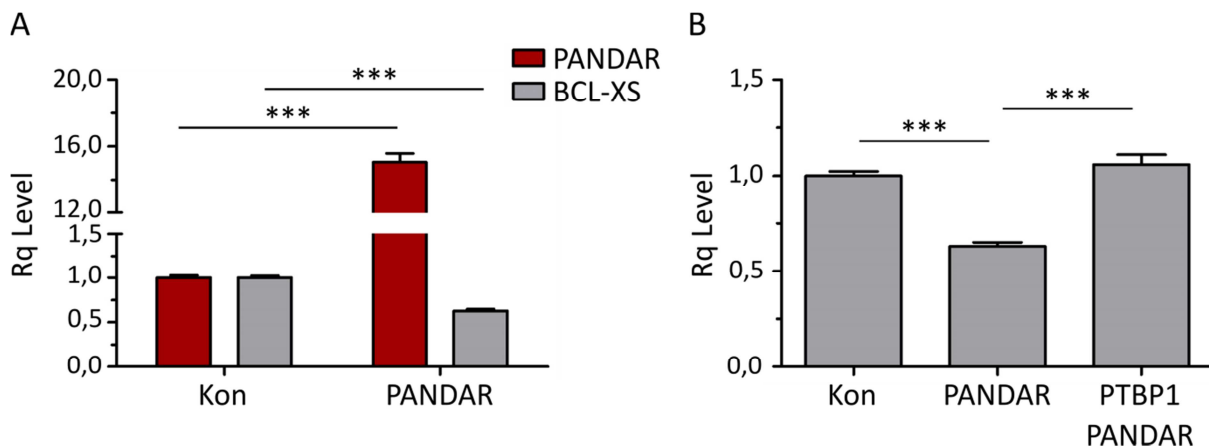 A
PANDAR
BCL-XS
***
***
Rq Level
20,0
16,0
12,0
1,5
1,0
0,5
0,0
Kon
PANDAR
B
Rq Level
1,5
1,0
0,5
0,0
***
***
Kon
PANDAR
PTBP1
PANDAR